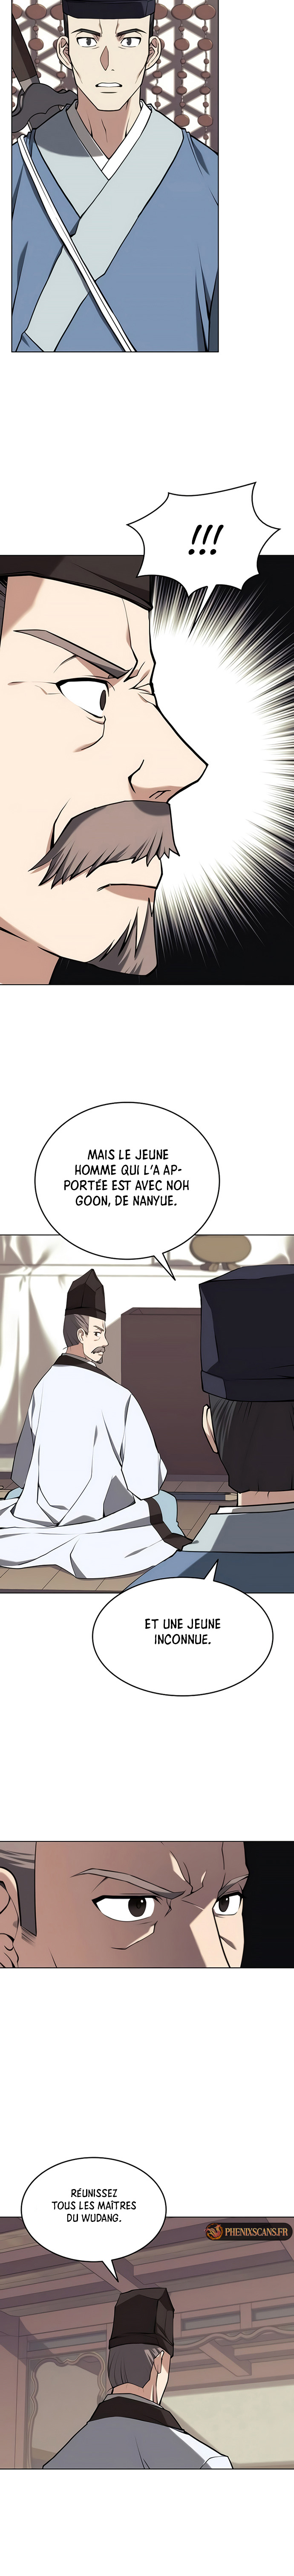 !!!
MAIS LE JEUNE
HOMME QUI L'A AP-
PORTÉE EST AVEC NOH
GOON, DE NANYUE.
ET UNE JEUNE
INCONNUE.
RÉUNISSEZ
TOUS LES MAÎTRES
DU WUDANG.
PHENIXSCANS.FR